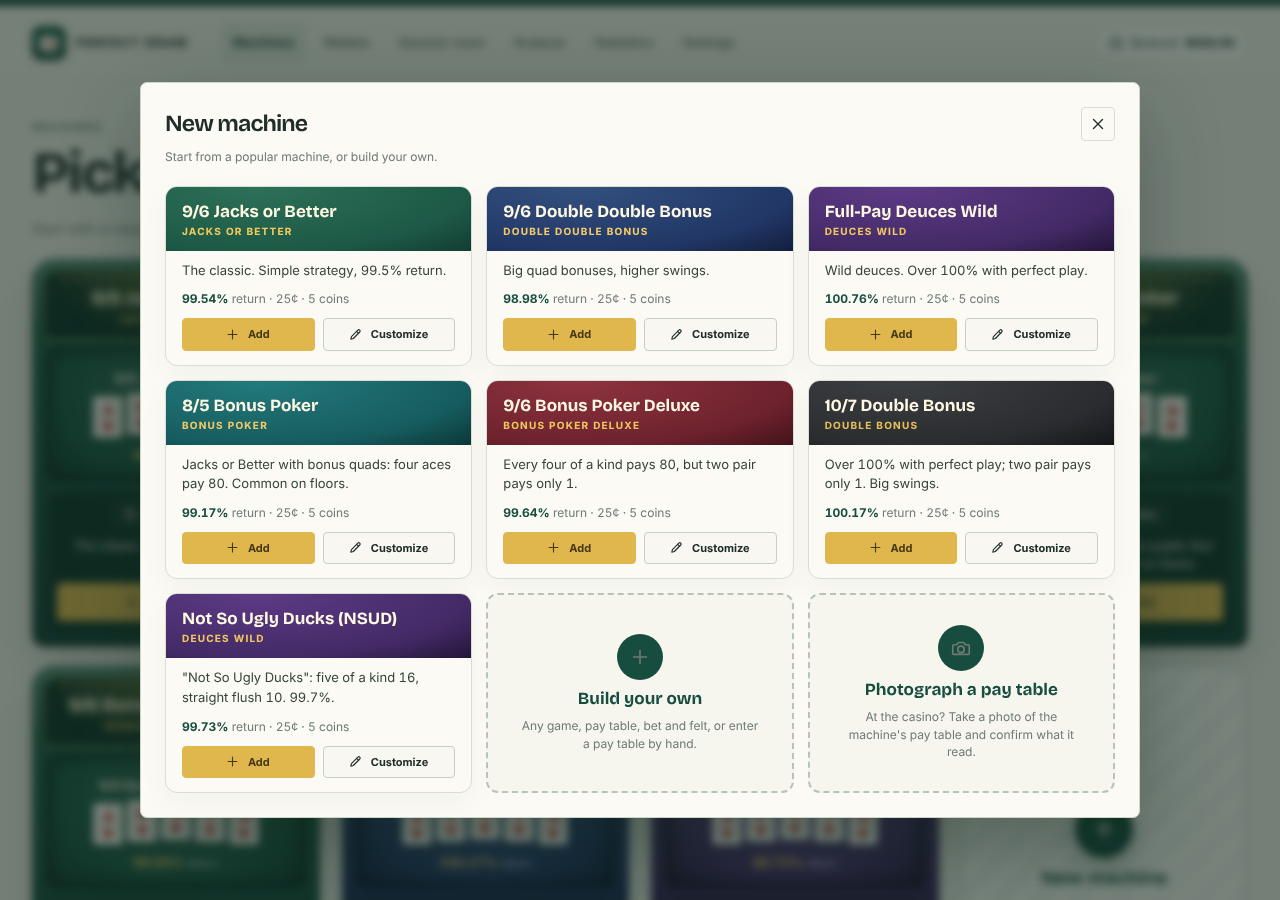 New machine
Start from a popular machine, or build your own.
9/6 Jacks or Better
JACKS OR BETTER
The classic. Simple strategy, 99.5% return.
99.54% return · 25¢ · 5 coins
Add
Customize
9/6 Double Double Bonus
DOUBLE DOUBLE BONUS
Big quad bonuses, higher swings.
98.98% return · 25¢ · 5 coins
Add
Customize
Full-Pay Deuces Wild
DEUCES WILD
Wild deuces. Over 100% with perfect play.
100.76% return · 25¢ · 5 coins
Add
Customize
8/5 Bonus Poker
BONUS POKER
Jacks or Better with bonus quads: four aces
pay 80. Common on floors.
99.17% return · 25¢ · 5 coins
Add
Customize
9/6 Bonus Poker Deluxe
BONUS POKER DELUXE
Every four of a kind pays 80, but two pair
pays only 1.
99.64% return · 25¢ · 5 coins
Add
Customize
10/7 Double Bonus
DOUBLE BONUS
Over 100% with perfect play; two pair pays
only 1. Big swings.
100.17% return · 25¢ · 5 coins
Add
Customize
Not So Ugly Ducks (NSUD)
DEUCES WILD
"Not So Ugly Ducks": five of a kind 16,
straight flush 10. 99.7%.
99.73% return · 25¢ · 5 coins
Add
Customize
Build your own
Any game, pay table, bet and felt, or enter
a pay table by hand.
Photograph a pay table
At the casino? Take a photo of the
machine's pay table and confirm what it
read.
Pick
New machine